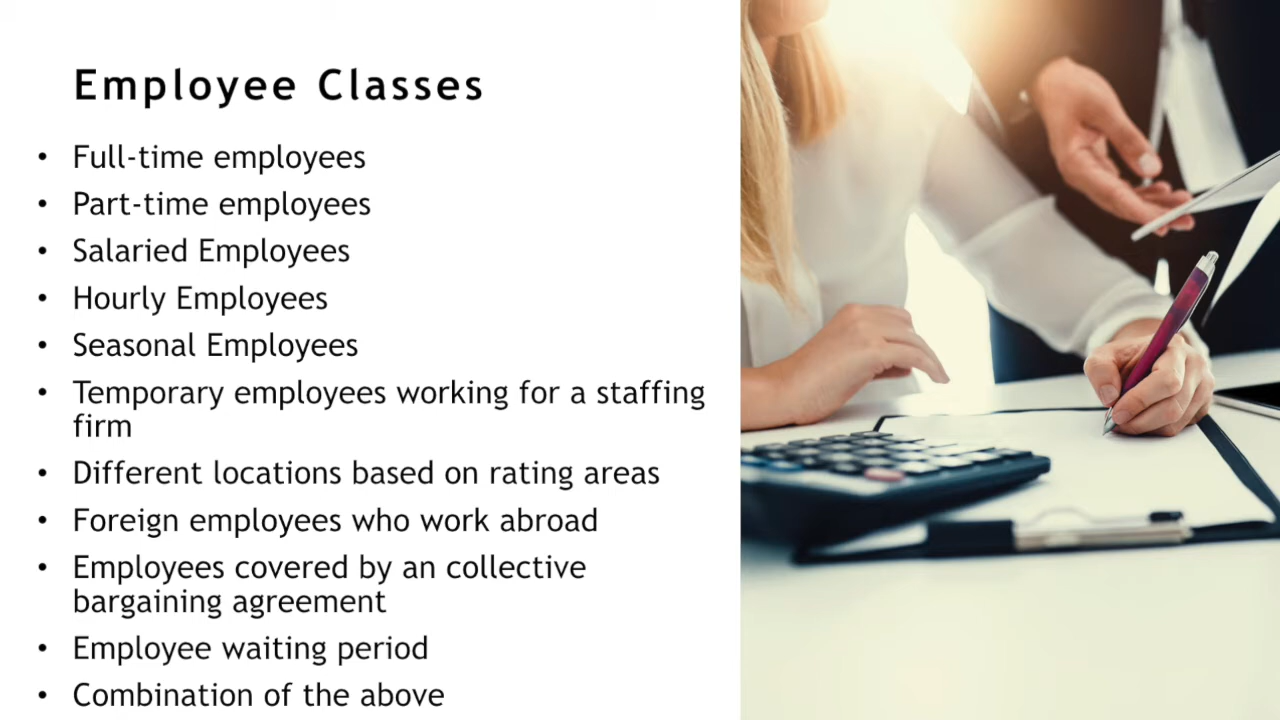 Employee Classes
• Full-time employees
• Part-time employees
• Salaried Employees
• Hourly Employees
• Seasonal Employees
• Temporary employees working for a staffing
firm
• Different locations based on rating areas
• Foreign employees who work abroad
• Employees covered by an collective
bargaining agreement
• Employee waiting period
• Combination of the above